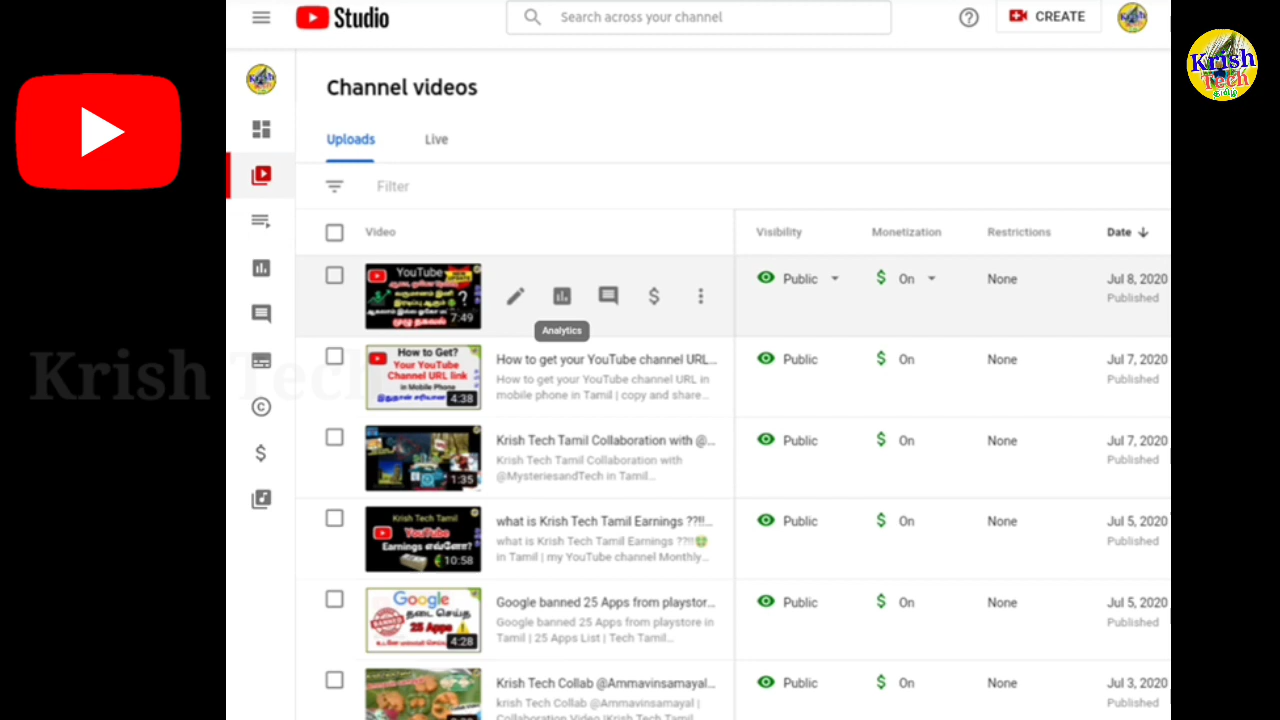 Studio
Search across your channel
CREATE
Krish
Tech
தமிழ்
Channel videos
Uploads
Live
Filter
Video
Visibility
Monetization
Restrictions
Date
YouTube
NEW UPDATE
?
முழு தகவல்
7:49
Analytics
Public
On
None
Jul 8, 2020
Published
How to Get?
Your YouTube
Channel URL link
in Mobile Phone
4:38
How to get your YouTube channel URL...
How to get your YouTube channel URL in
mobile phone in Tamil | copy and share...
Public
On
None
Jul 7, 2020
Published
Krish Tech
1:35
Krish Tech Tamil Collaboration with @...
Krish Tech Tamil Collaboration with
@MysteriesandTech in Tamil...
Public
On
None
Jul 7, 2020
Published
Krish Tech Tamil
YouTube
Earnings எவ்ளோ?
10:58
what is Krish Tech Tamil Earnings ??!!...
what is Krish Tech Tamil Earnings ??!!
in Tamil | my YouTube channel Monthly...
Public
On
None
Jul 5, 2020
Published
Google
தடை செய்த
BANNED
25 Apps
4:28
Google banned 25 Apps from playstor...
Google banned 25 Apps from playstore in
Tamil | 25 Apps List | Tech Tamil...
Public
On
None
Jul 5, 2020
Published
Krish Tech Collab @Ammavinsamayal...
krish Tech Collab @Ammavinsamayal |
Collaboration Video |Krish Tech Tamil
Public
On
None
Jul 3, 2020
Published